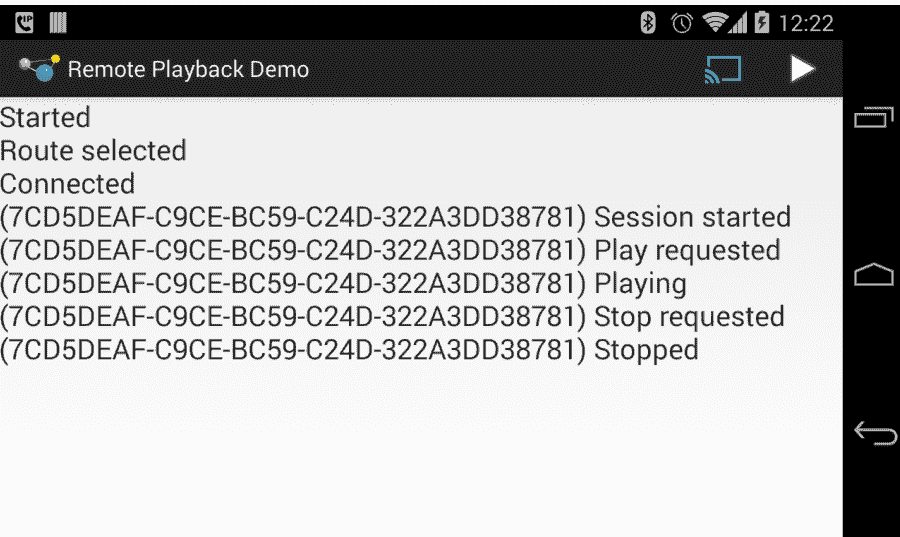 12:22
Remote Playback Demo
Started
Route selected
Connected
(7CD5DEAF-C9CE-BC59-C24D-322A3DD38781) Session started
(7CD5DEAF-C9CE-BC59-C24D-322A3DD38781) Play requested
(7CD5DEAF-C9CE-BC59-C24D-322A3DD38781) Playing
(7CD5DEAF-C9CE-BC59-C24D-322A3DD38781) Stop requested
(7CD5DEAF-C9CE-BC59-C24D-322A3DD38781) Stopped